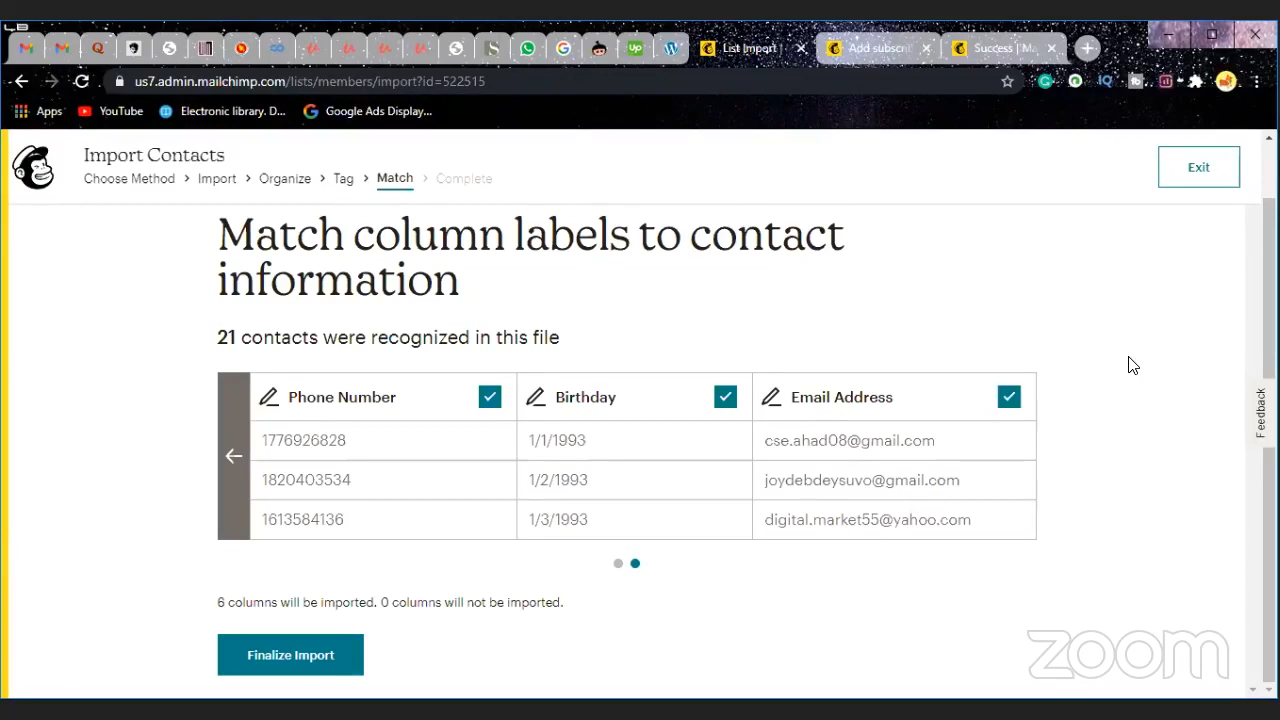 List Import
Add subscri
Success | Ma
us7.admin.mailchimp.com/lists/members/import?id=522515
Apps YouTube Electronic library. D... Google Ads Display...
Import Contacts
Choose Method > Import > Organize > Tag > Match > Complete
Exit
Match column labels to contact
information
21 contacts were recognized in this file
Phone Number Birthday Email Address
1776926828 1/1/1993 cse.ahad08@gmail.com
1820403534 1/2/1993 joydebdeysuvo@gmail.com
1613584136 1/3/1993 digital.market55@yahoo.com
6 columns will be imported. 0 columns will not be imported.
Finalize Import
Feedback
zoom